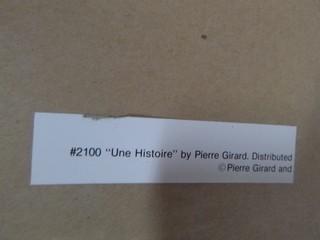 #2100 "Une Histoire" by Pierre Girard. Distributed
©Pierre Girard and